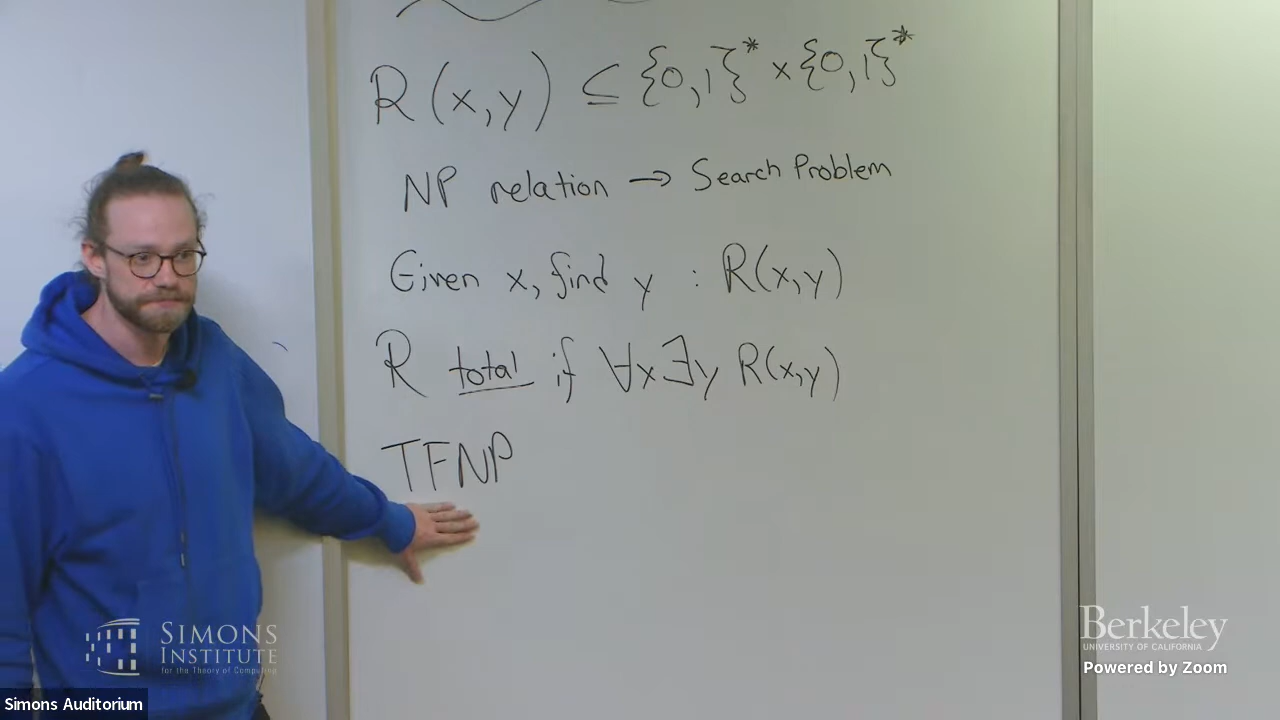 R(x,y) ⊆ {0,1}* × {0,1}*
NP relation → Search Problem
Given x, find y : R(x,y)
R total if ∀x∃y R(x,y)
TFNP
SIMONS
INSTITUTE
for the Theory of Computing
Berkeley
UNIVERSITY OF CALIFORNIA
Powered by Zoom
Simons Auditorium